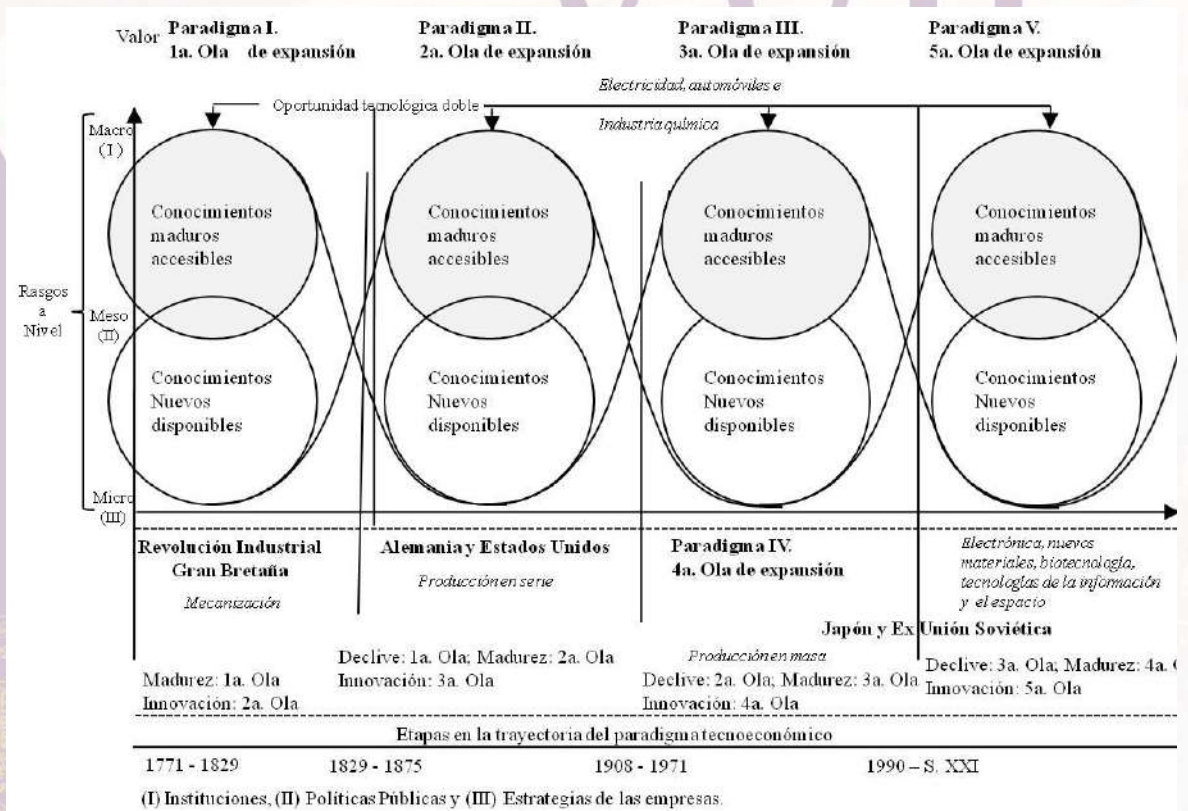 Valor
Paradigma I.
1a. Ola de expansión
Paradigma II.
2a. Ola de expansión
Paradigma III.
3a. Ola de expansión
Paradigma V.
5a. Ola de expansión
Oportunidad tecnológica doble
Electricidad, automóviles e
Industria química
Macro
(I)
Rasgos
a
Nivel
Meso
(II)
Micro
(III)
Conocimientos
maduros
accesibles
Conocimientos
Nuevos
disponibles
Conocimientos
maduros
accesibles
Conocimientos
Nuevos
disponibles
Conocimientos
maduros
accesibles
Conocimientos
Nuevos
disponibles
Conocimientos
maduros
accesibles
Conocimientos
Nuevos
disponibles
Revolución Industrial
Gran Bretaña
Mecanización
Alemania y Estados Unidos
Producción en serie
Paradigma IV.
4a. Ola de expansión
Electrónica, nuevos
materiales, biotecnología,
tecnologías de la información
y el espacio
Japón y Ex Unión Soviética
Producción en masa
Madurez: 1a. Ola
Innovación: 2a. Ola
Declive: 1a. Ola; Madurez: 2a. Ola
Innovación: 3a. Ola
Declive: 2a. Ola; Madurez: 3a. Ola
Innovación: 4a. Ola
Declive: 3a. Ola; Madurez: 4a.
Innovación: 5a. Ola
Etapas en la trayectoria del paradigma tecnoeconómico
1771 - 1829
1829 - 1875
1908 - 1971
1990 – S. XXI
(I) Instituciones, (II) Políticas Públicas y (III) Estrategias de las empresas.